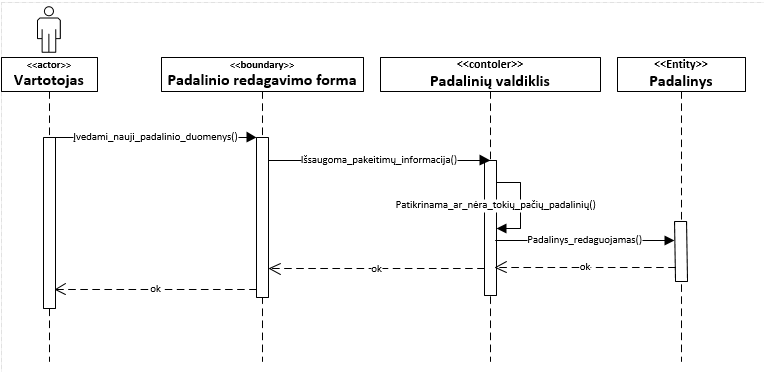 <<actor>>
Vartotojas
<<boundary>>
Padalinio redagavimo forma
<<contoler>>
Padalinių valdiklis
<<Entity>>
Padalinys
Įvedami_nauji_padalinio_duomenys()
Išsaugoma_pakeitimų_informacija()
Patikrinama_ar_nėra_tokių_pačių_padalinių()
Padalinys_redaguojamas()
ok
ok
ok